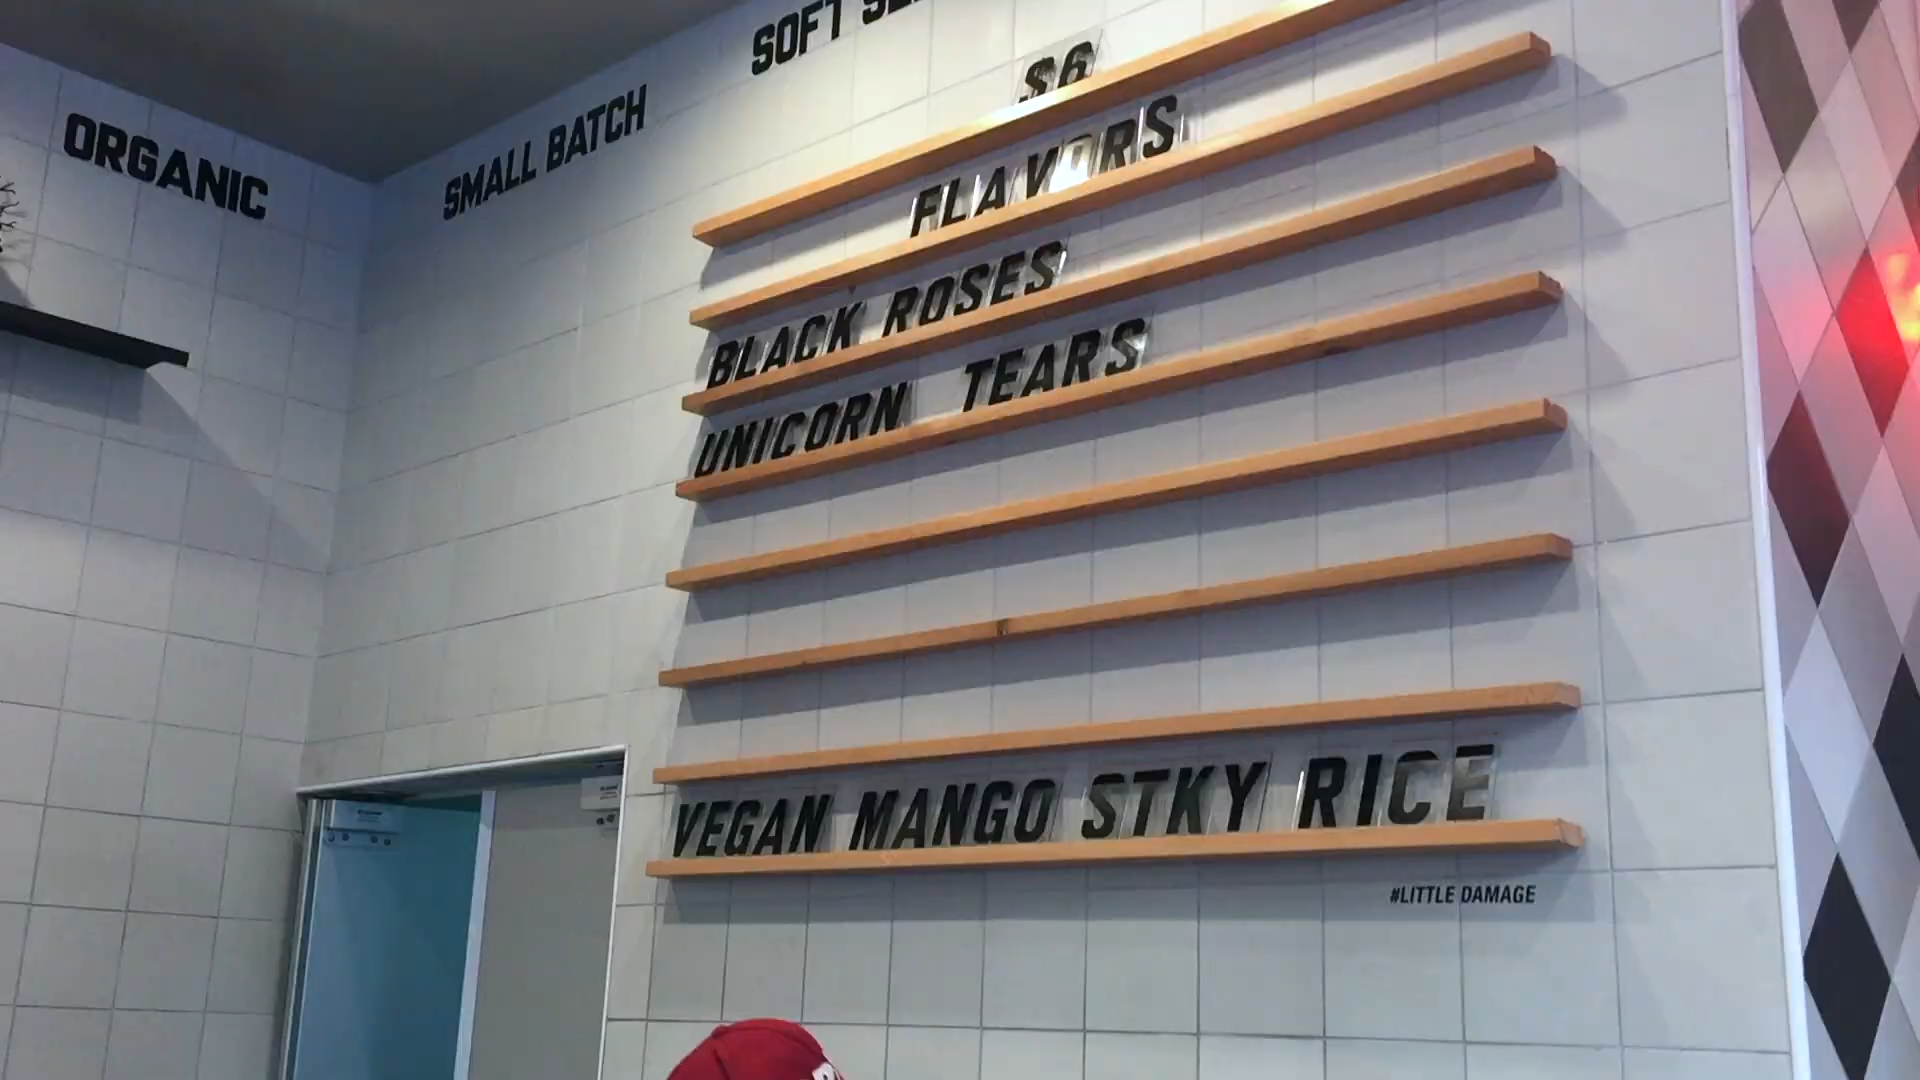 ORGANIC
SMALL BATCH
SOFT
$6
FLAVORS
BLACK ROSES
UNICORN TEARS
VEGAN MANGO STKY RICE
#LITTLE DAMAGE